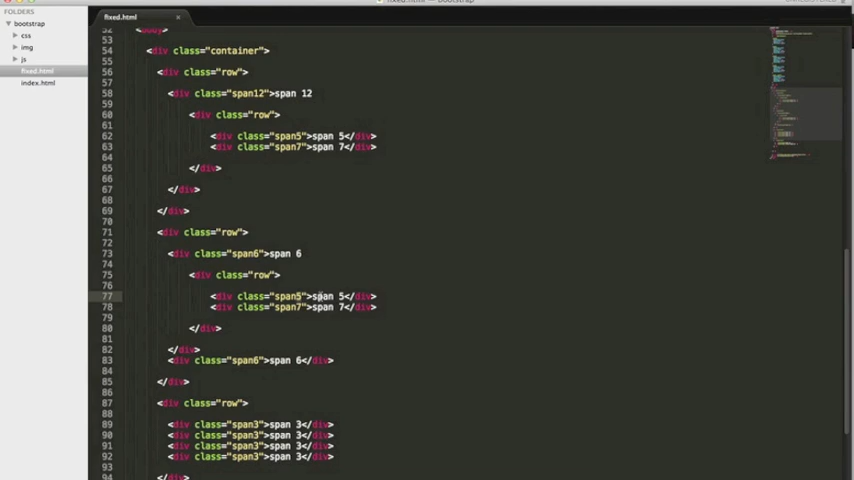 fixed.html — bootstrap
FOLDERS
bootstrap
css
img
js
fixed.html
index.html
fixed.html ×
52 <body>
53
54 <div class="container">
55
56 <div class="row">
57
58 <div class="span12">span 12
59
60 <div class="row">
61
62 <div class="span5">span 5</div>
63 <div class="span7">span 7</div>
64
65 </div>
66
67 </div>
68
69 </div>
70
71 <div class="row">
72
73 <div class="span6">span 6
74
75 <div class="row">
76
77 <div class="span5">span 5</div>
78 <div class="span7">span 7</div>
79
80 </div>
81
82 </div>
83 <div class="span6">span 6</div>
84
85 </div>
86
87 <div class="row">
88
89 <div class="span3">span 3</div>
90 <div class="span3">span 3</div>
91 <div class="span3">span 3</div>
92 <div class="span3">span 3</div>
93
94 </div>